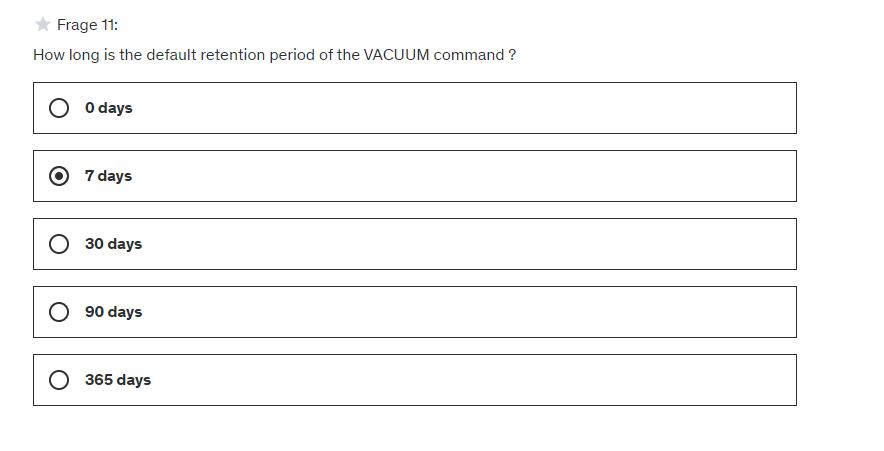 Frage 11:
How long is the default retention period of the VACUUM command ?
0 days
7 days
30 days
90 days
365 days